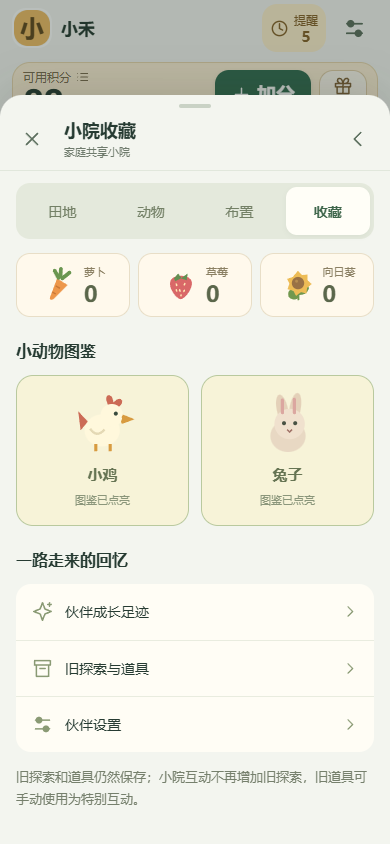 小
小禾
提醒
5
可用积分
小院收藏
家庭共享小院
田地
动物
布置
收藏
萝卜
0
草莓
0
向日葵
0
小动物图鉴
小鸡
图鉴已点亮
兔子
图鉴已点亮
一路走来的回忆
伙伴成长足迹
旧探索与道具
伙伴设置
旧探索和道具仍然保存；小院互动不再增加旧探索，旧道具可
手动使用为特别互动。